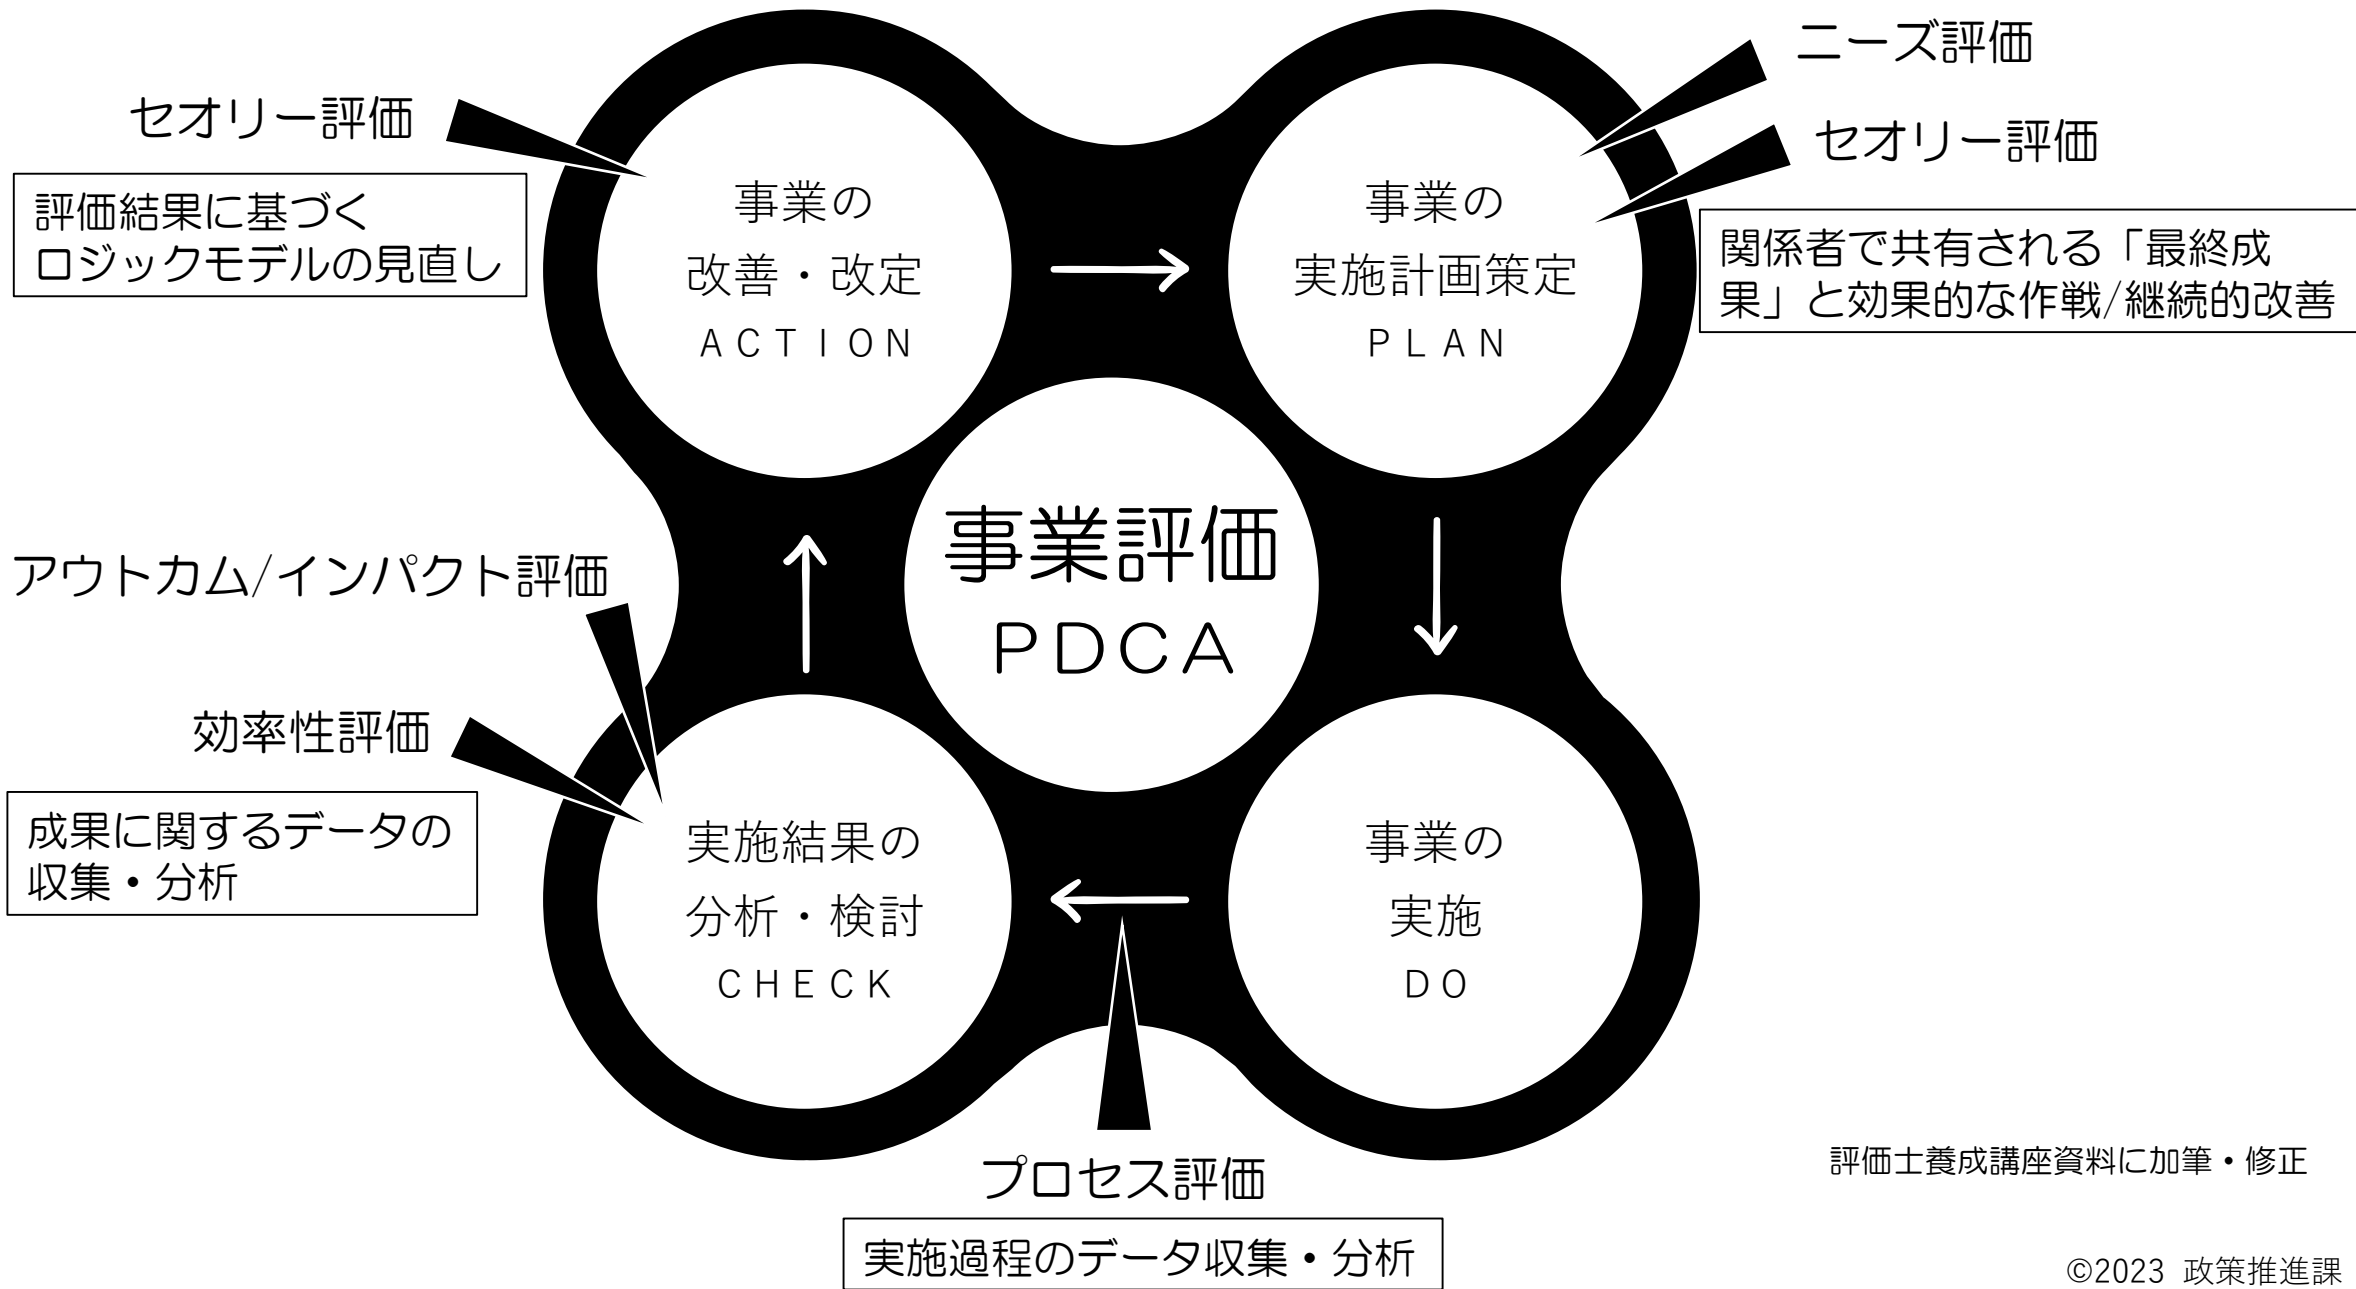 ニーズ評価
セオリー評価
セオリー評価
評価結果に基づく
ロジックモデルの見直し
事業の
改善・改定
ACTION
事業の
実施計画策定
PLAN
関係者で共有される「最終成
果」と効果的な作戦/継続的改善
事業評価
PDCA
アウトカム/インパクト評価
効率性評価
成果に関するデータの
収集・分析
実施結果の
分析・検討
CHECK
事業の
実施
DO
プロセス評価
実施過程のデータ収集・分析
評価士養成講座資料に加筆・修正
©2023 政策推進課